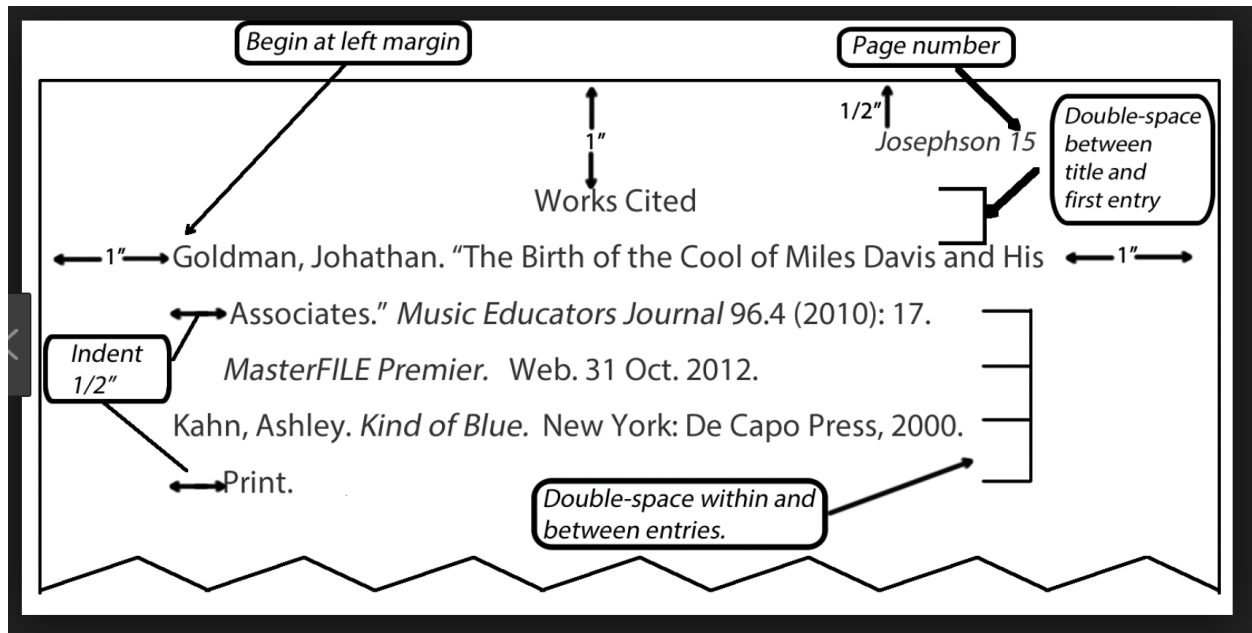 Begin at left margin
Page number
1/2”
Double-space
between
title and
first entry
1”
Josephson 15
Works Cited
1”
Goldman, Johathan. “The Birth of the Cool of Miles Davis and His
1”
Associates.” Music Educators Journal 96.4 (2010): 17.
Indent
1/2”
MasterFILE Premier. Web. 31 Oct. 2012.
Kahn, Ashley. Kind of Blue. New York: De Capo Press, 2000.
Print.
Double-space within and
between entries.